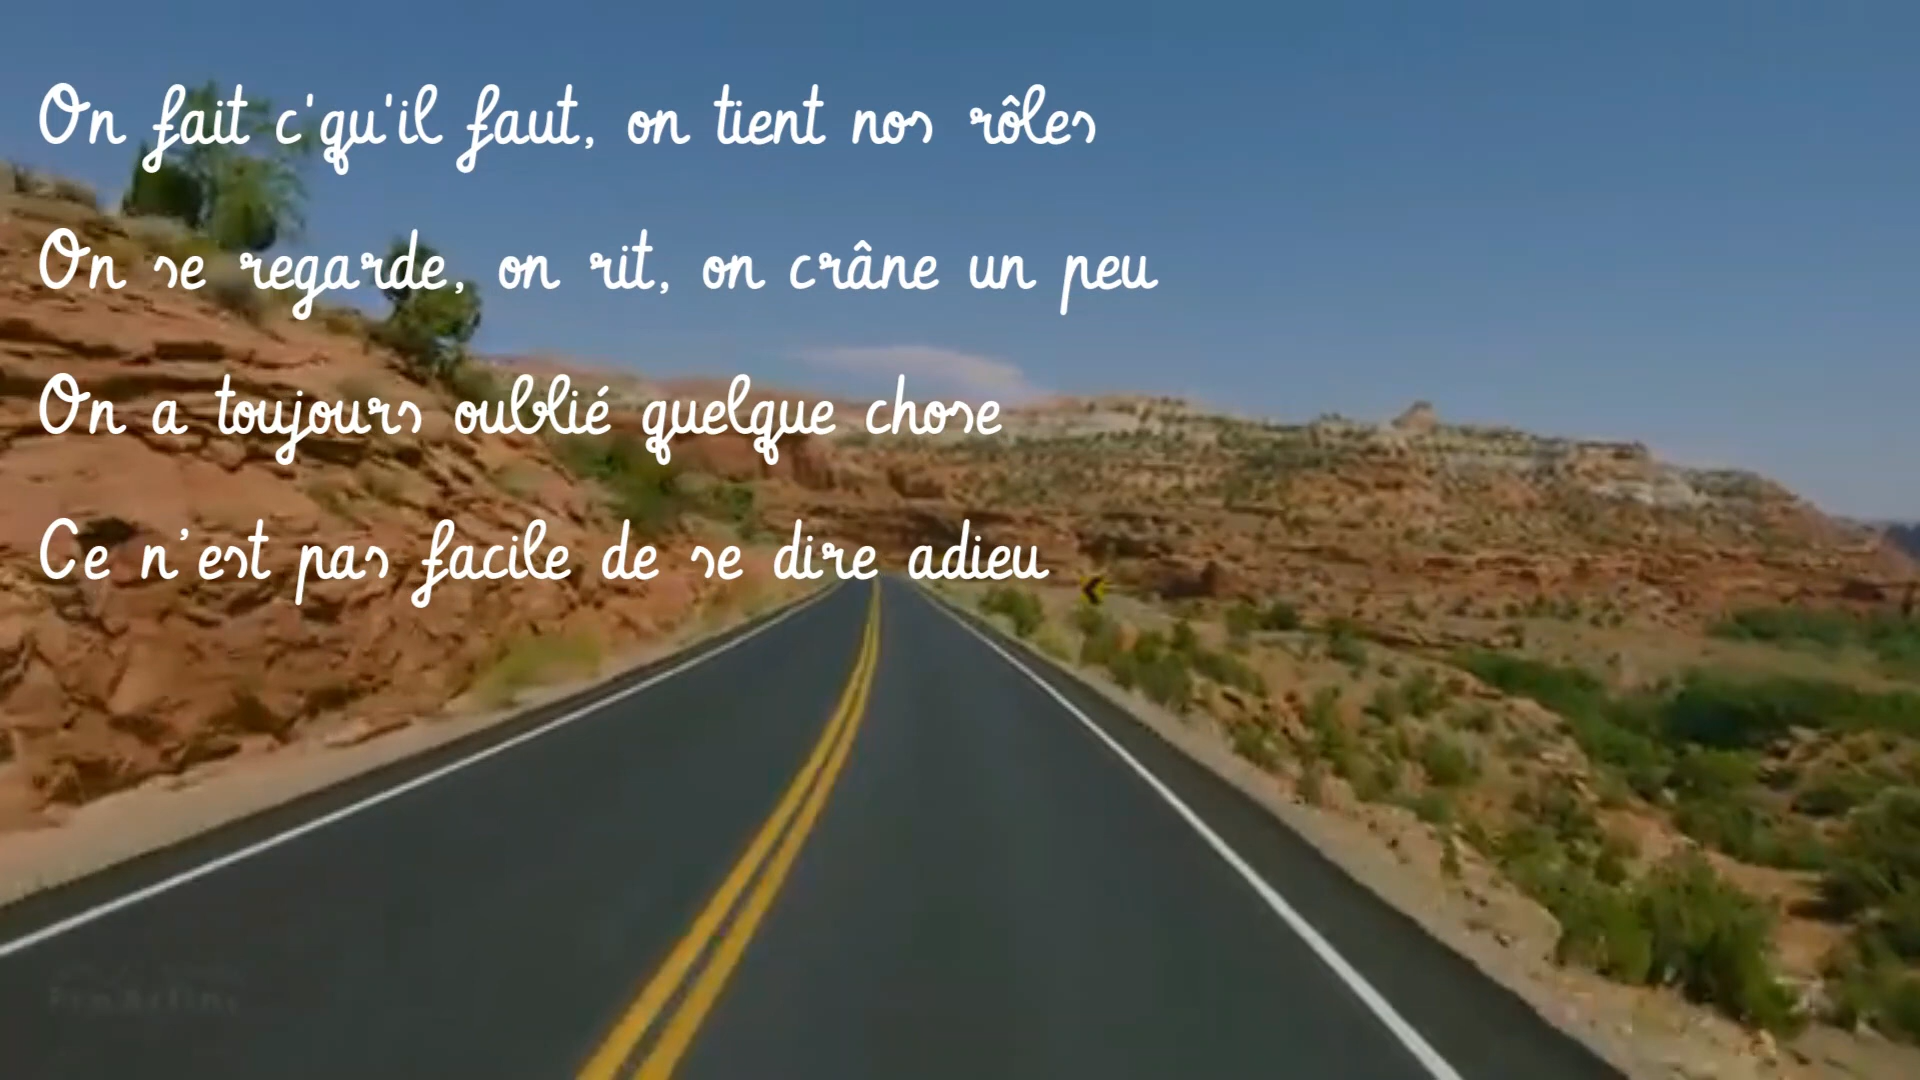 On fait c'qu'il faut, on tient nos rôles
On se regarde, on rit, on crâne un peu
On a toujours oublié quelque chose
Ce n'est pas facile de se dire adieu